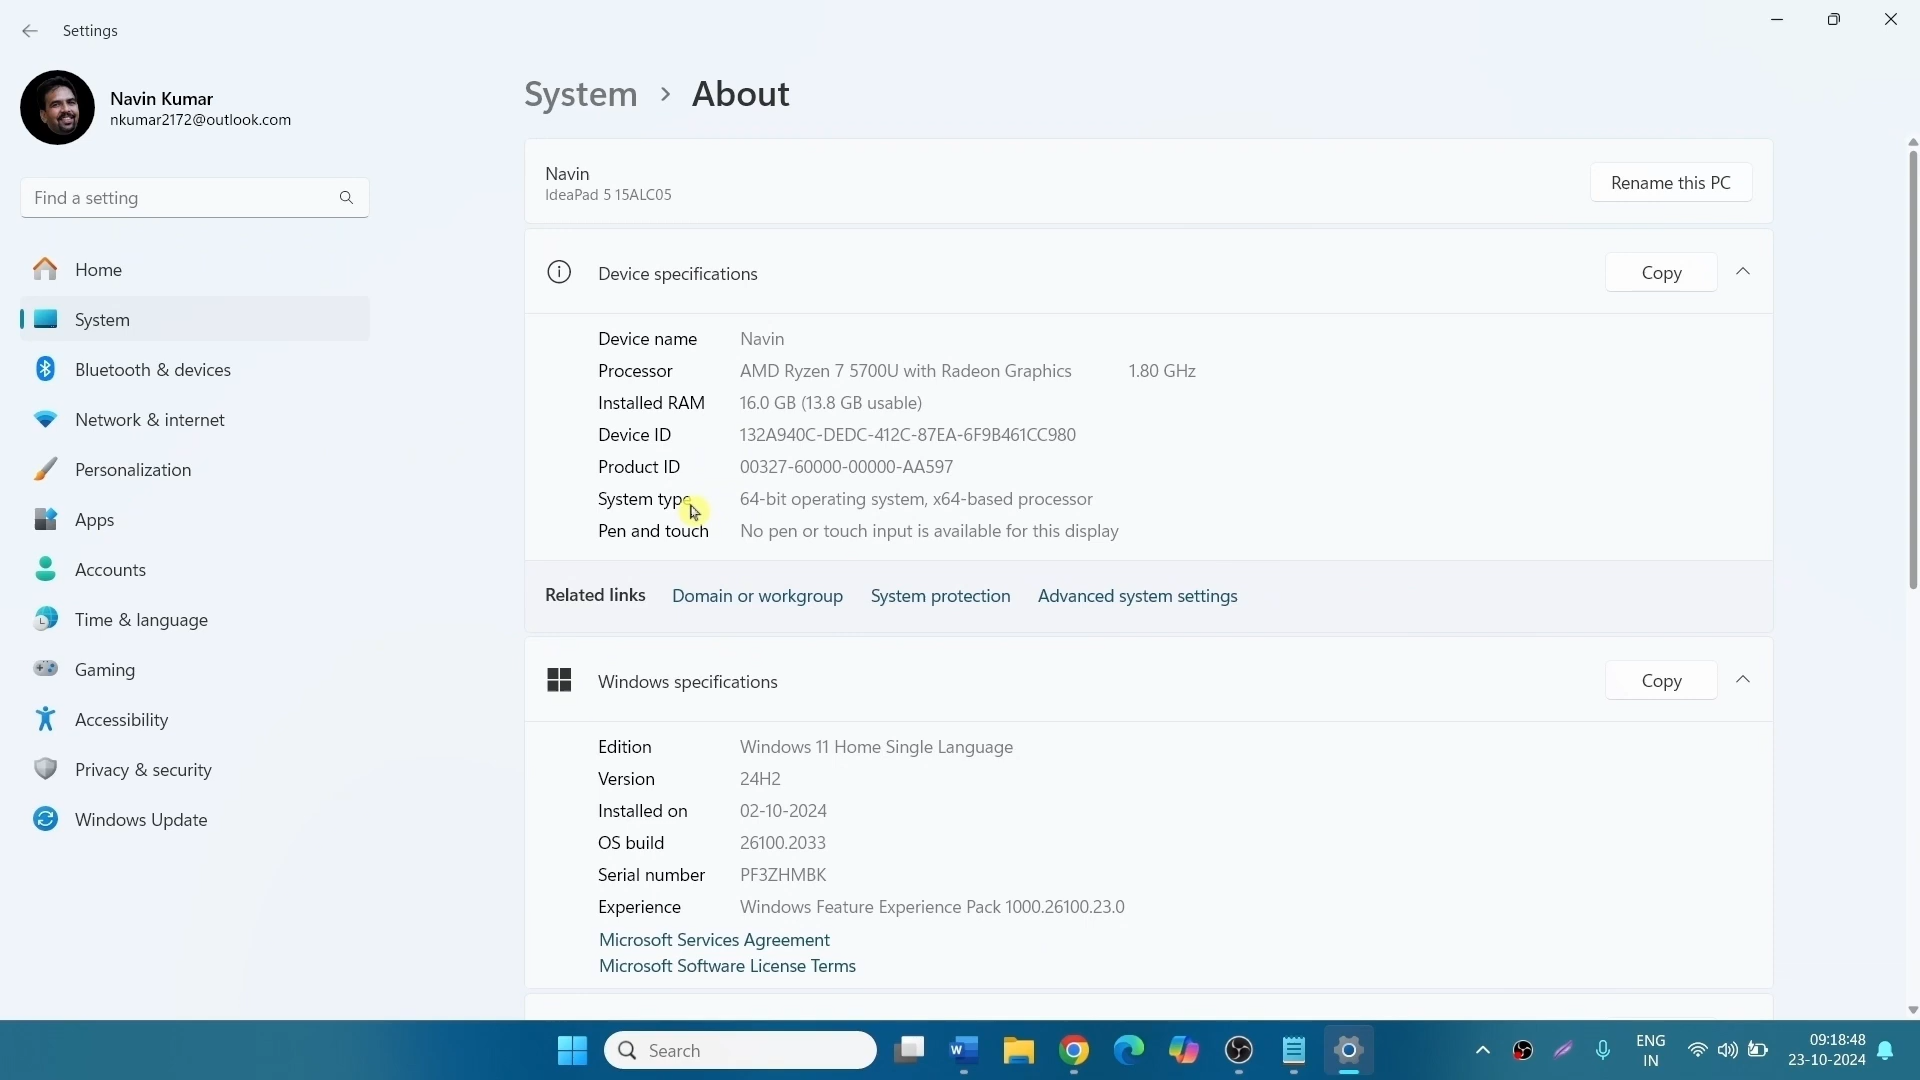 Settings
Navin Kumar
nkumar2172@outlook.com
Find a setting
Home
System
Bluetooth & devices
Network & internet
Personalization
Apps
Accounts
Time & language
Gaming
Accessibility
Privacy & security
Windows Update
System > About
Navin
IdeaPad 5 15ALC05
Rename this PC
Device specifications
Copy
Device name Navin
Processor AMD Ryzen 7 5700U with Radeon Graphics 1.80 GHz
Installed RAM 16.0 GB (13.8 GB usable)
Device ID 132A940C-DEDC-412C-87EA-6F9B461CC980
Product ID 00327-60000-00000-AA597
System type 64-bit operating system, x64-based processor
Pen and touch No pen or touch input is available for this display
Related links Domain or workgroup System protection Advanced system settings
Windows specifications
Copy
Edition Windows 11 Home Single Language
Version 24H2
Installed on 02-10-2024
OS build 26100.2033
Serial number PF3ZHMBK
Experience Windows Feature Experience Pack 1000.26100.23.0
Microsoft Services Agreement
Microsoft Software License Terms
Search
ENG
IN
09:18:48
23-10-2024